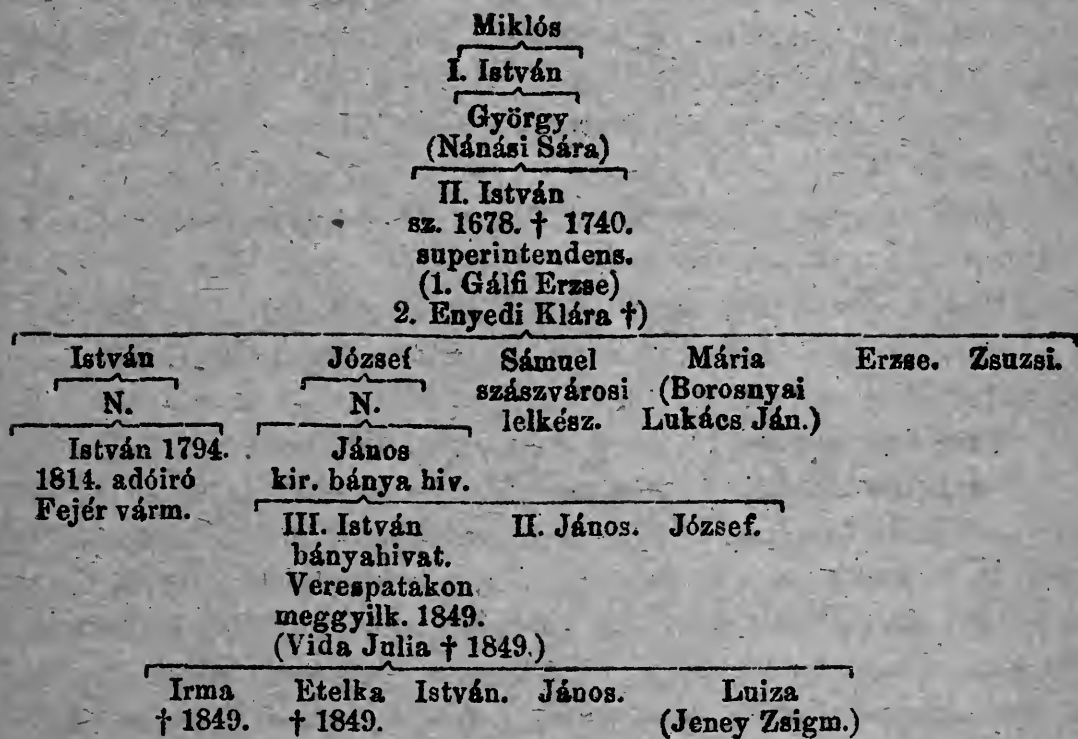 Miklós
I. István
György
(Nánási Sára)
II. István
sz. 1678. † 1740.
superintendens.
(1. Gálfi Erzse)
2. Enyedi Klára †)
István József Sámuel Mária Erzse. Zsuzsi.
szászvárosi (Borosnyai
N. N. lelkész. Lukács Ján.)
István 1794. János
1814. adóiró kir. bánya hiv.
Fejér várm.
III. István II. János. József.
bányahivat.
Verespatakon
meggyilk. 1849.
(Vida Julia † 1849.)
Irma Etelka István. János. Luiza
† 1849. † 1849. (Jeney Zsigm.)